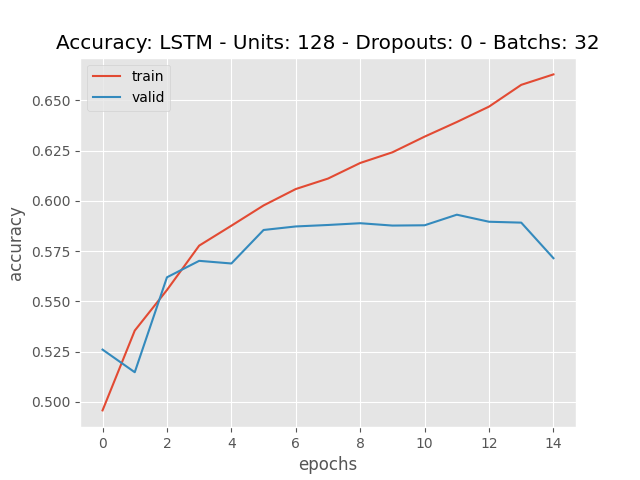 Accuracy: LSTM - Units: 128 - Dropouts: 0 - Batchs: 32
train
valid
0.650
0.625
0.600
0.575
0.550
0.525
0.500
accuracy
0 2 4 6 8 10 12 14
epochs